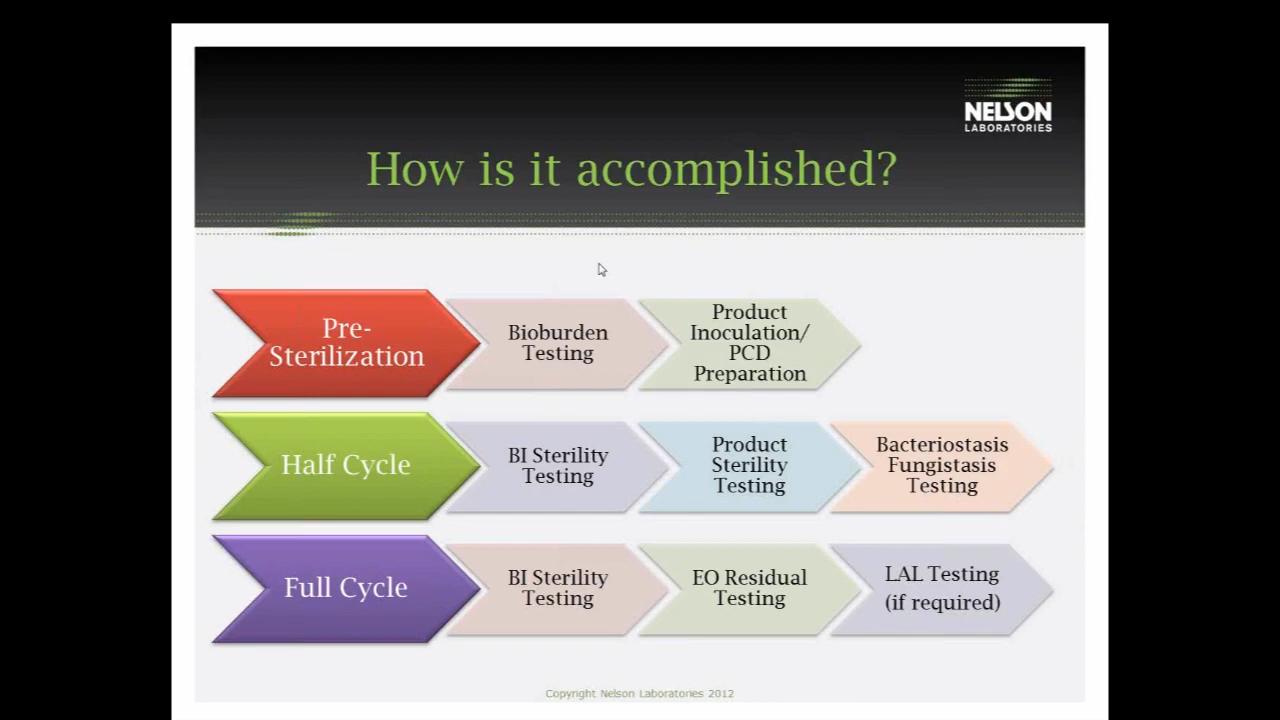 NELSON
LABORATORIES
How is it accomplished?
Pre-
Sterilization
Bioburden
Testing
Product
Inoculation/
PCD
Preparation
Half Cycle
BI Sterility
Testing
Product
Sterility
Testing
Bacteriostasis
Fungistasis
Testing
Full Cycle
BI Sterility
Testing
EO Residual
Testing
LAL Testing
(if required)
Copyright Nelson Laboratories 2012